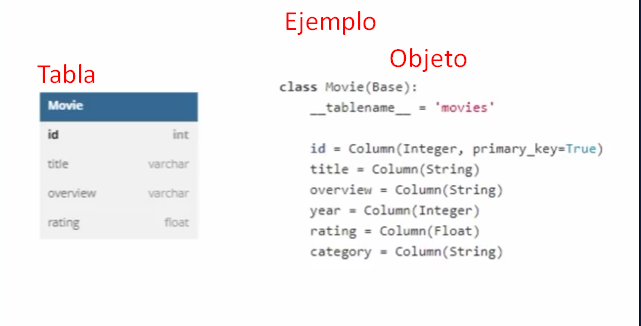 Ejemplo
Tabla
Movie
id int
title varchar
overview varchar
rating float
Objeto
class Movie(Base):
__tablename__ = 'movies'
id = Column(Integer, primary_key=True)
title = Column(String)
overview = Column(String)
year = Column(Integer)
rating = Column(Float)
category = Column(String)